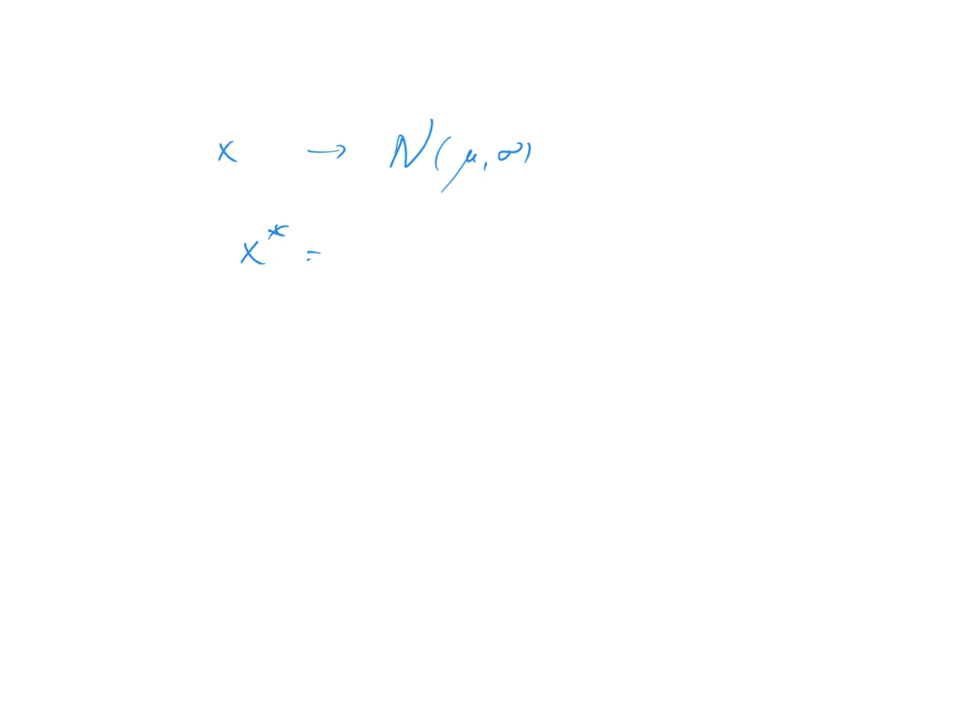 x → N(μ, σ)
x* =